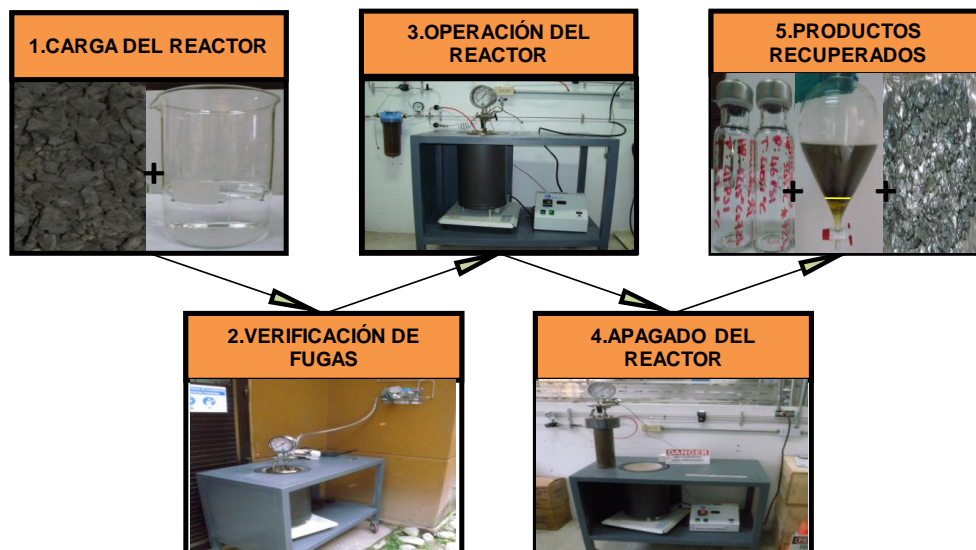 1.CARGA DEL REACTOR
+
2.VERIFICACIÓN DE
FUGAS
3.OPERACIÓN DEL
REACTOR
4.APAGADO DEL
REACTOR
DANGER
5.PRODUCTOS
RECUPERADOS
+
+